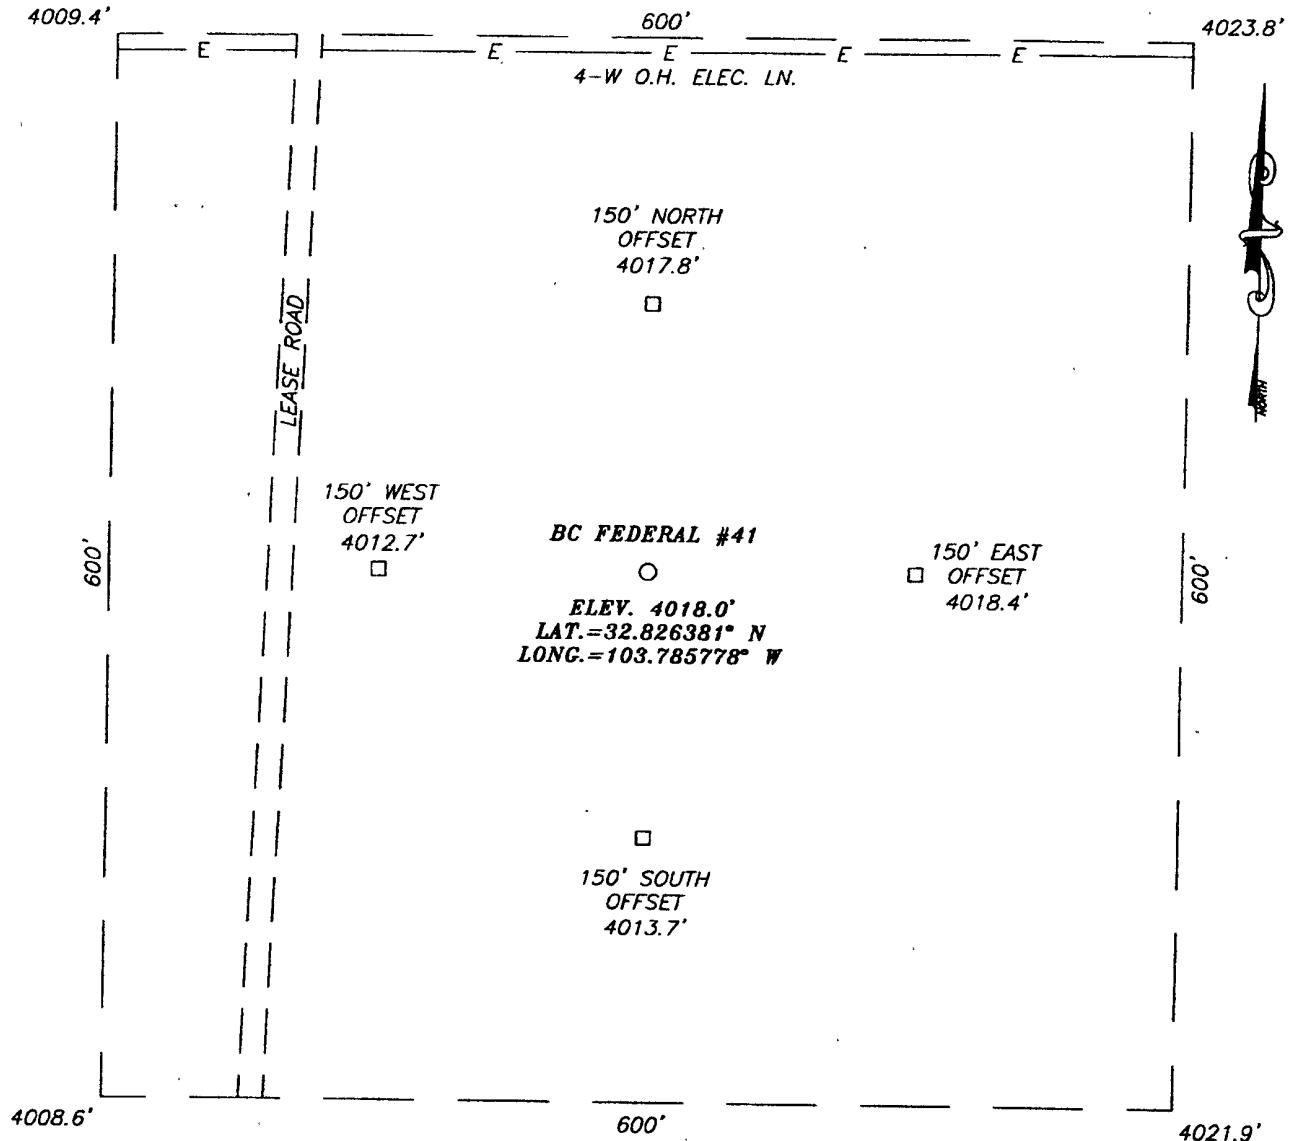 4009.4'
600'
4023.8'
E E E E E
4-W O.H. ELEC. LN.
150' NORTH
OFFSET
4017.8'
NORTH
LEASE ROAD
150' WEST
OFFSET
4012.7'
BC FEDERAL #41
150' EAST
OFFSET
4018.4'
600'
600'
ELEV. 4018.0'
LAT.=32.826381° N
LONG.=103.785778° W
150' SOUTH
OFFSET
4013.7'
4008.6'
600'
4021.9'